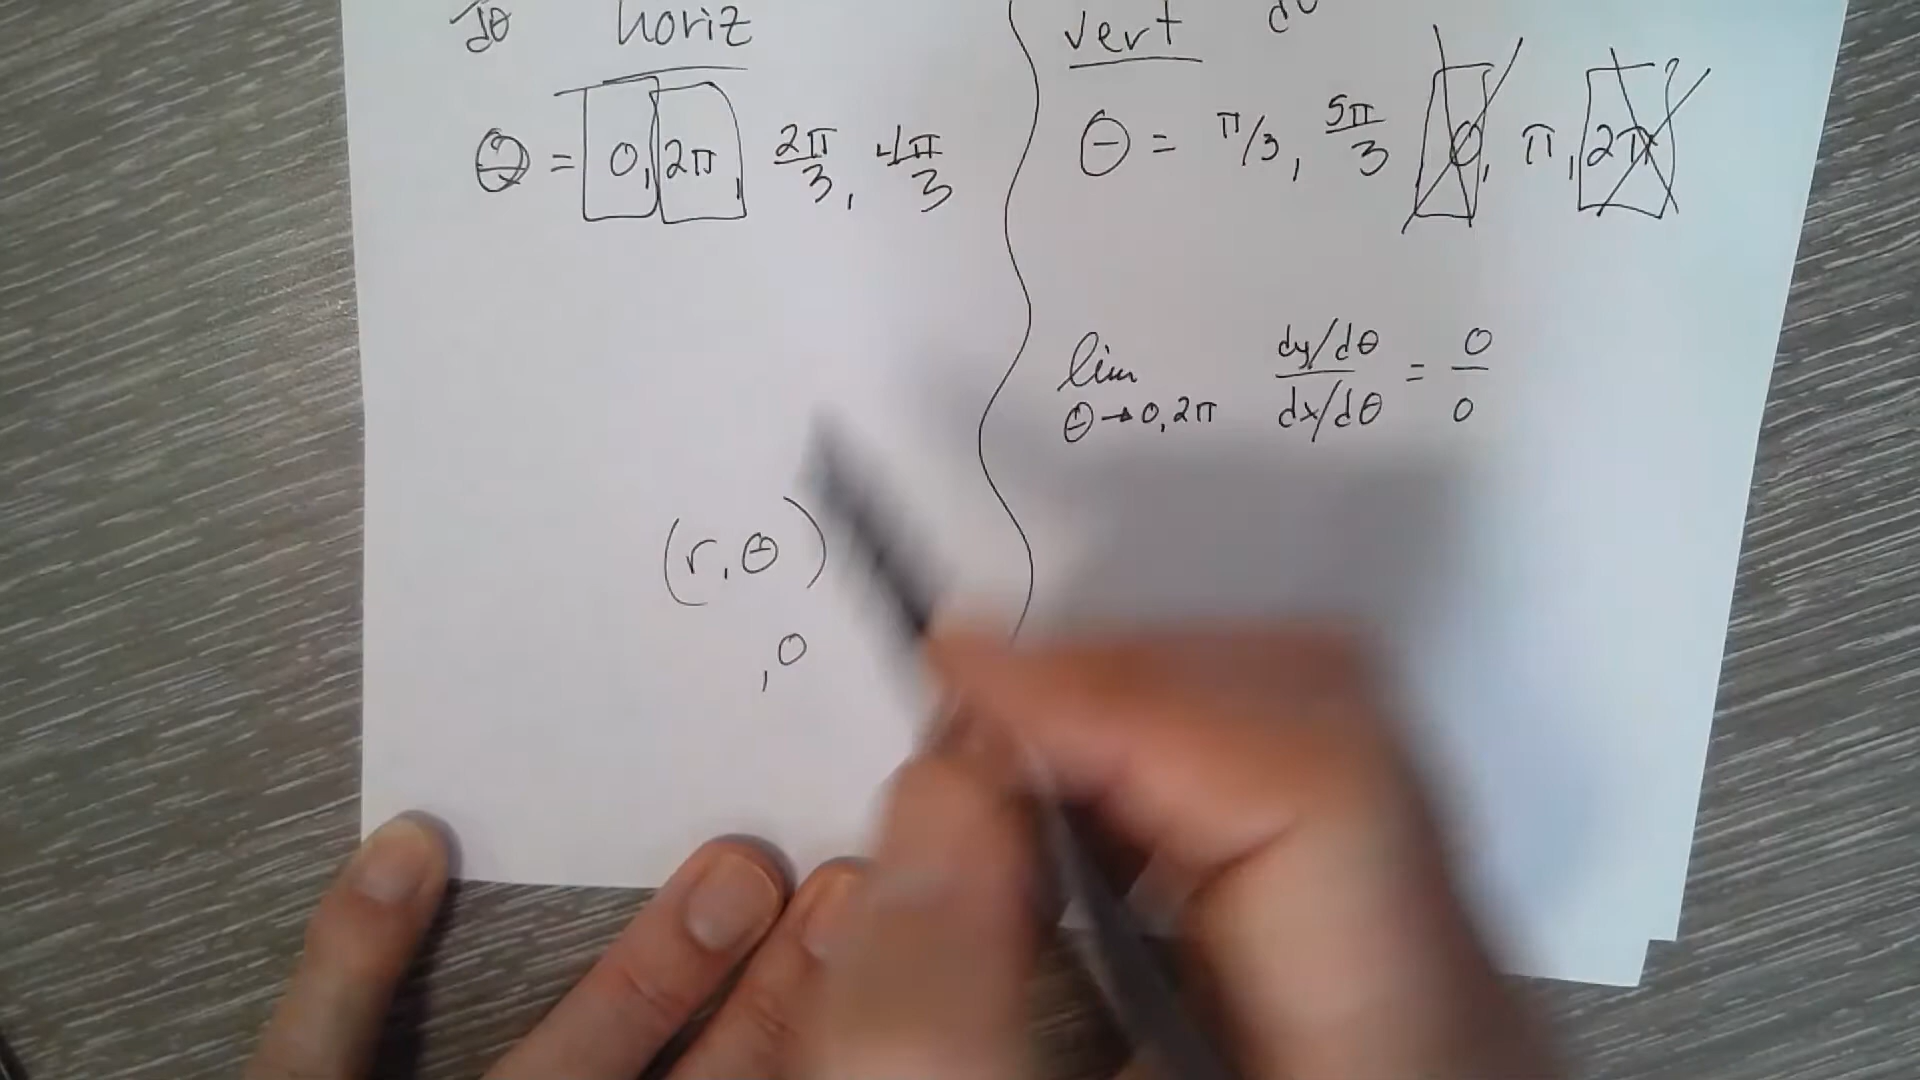 dθ horiz
θ = 0, 2π, 2π/3, 4π/3
(r, θ)
, 0
vert
θ = π/3, 5π/3 0, π, 2π
lim θ→0, 2π dy/dθ / dx/dθ = 0/0